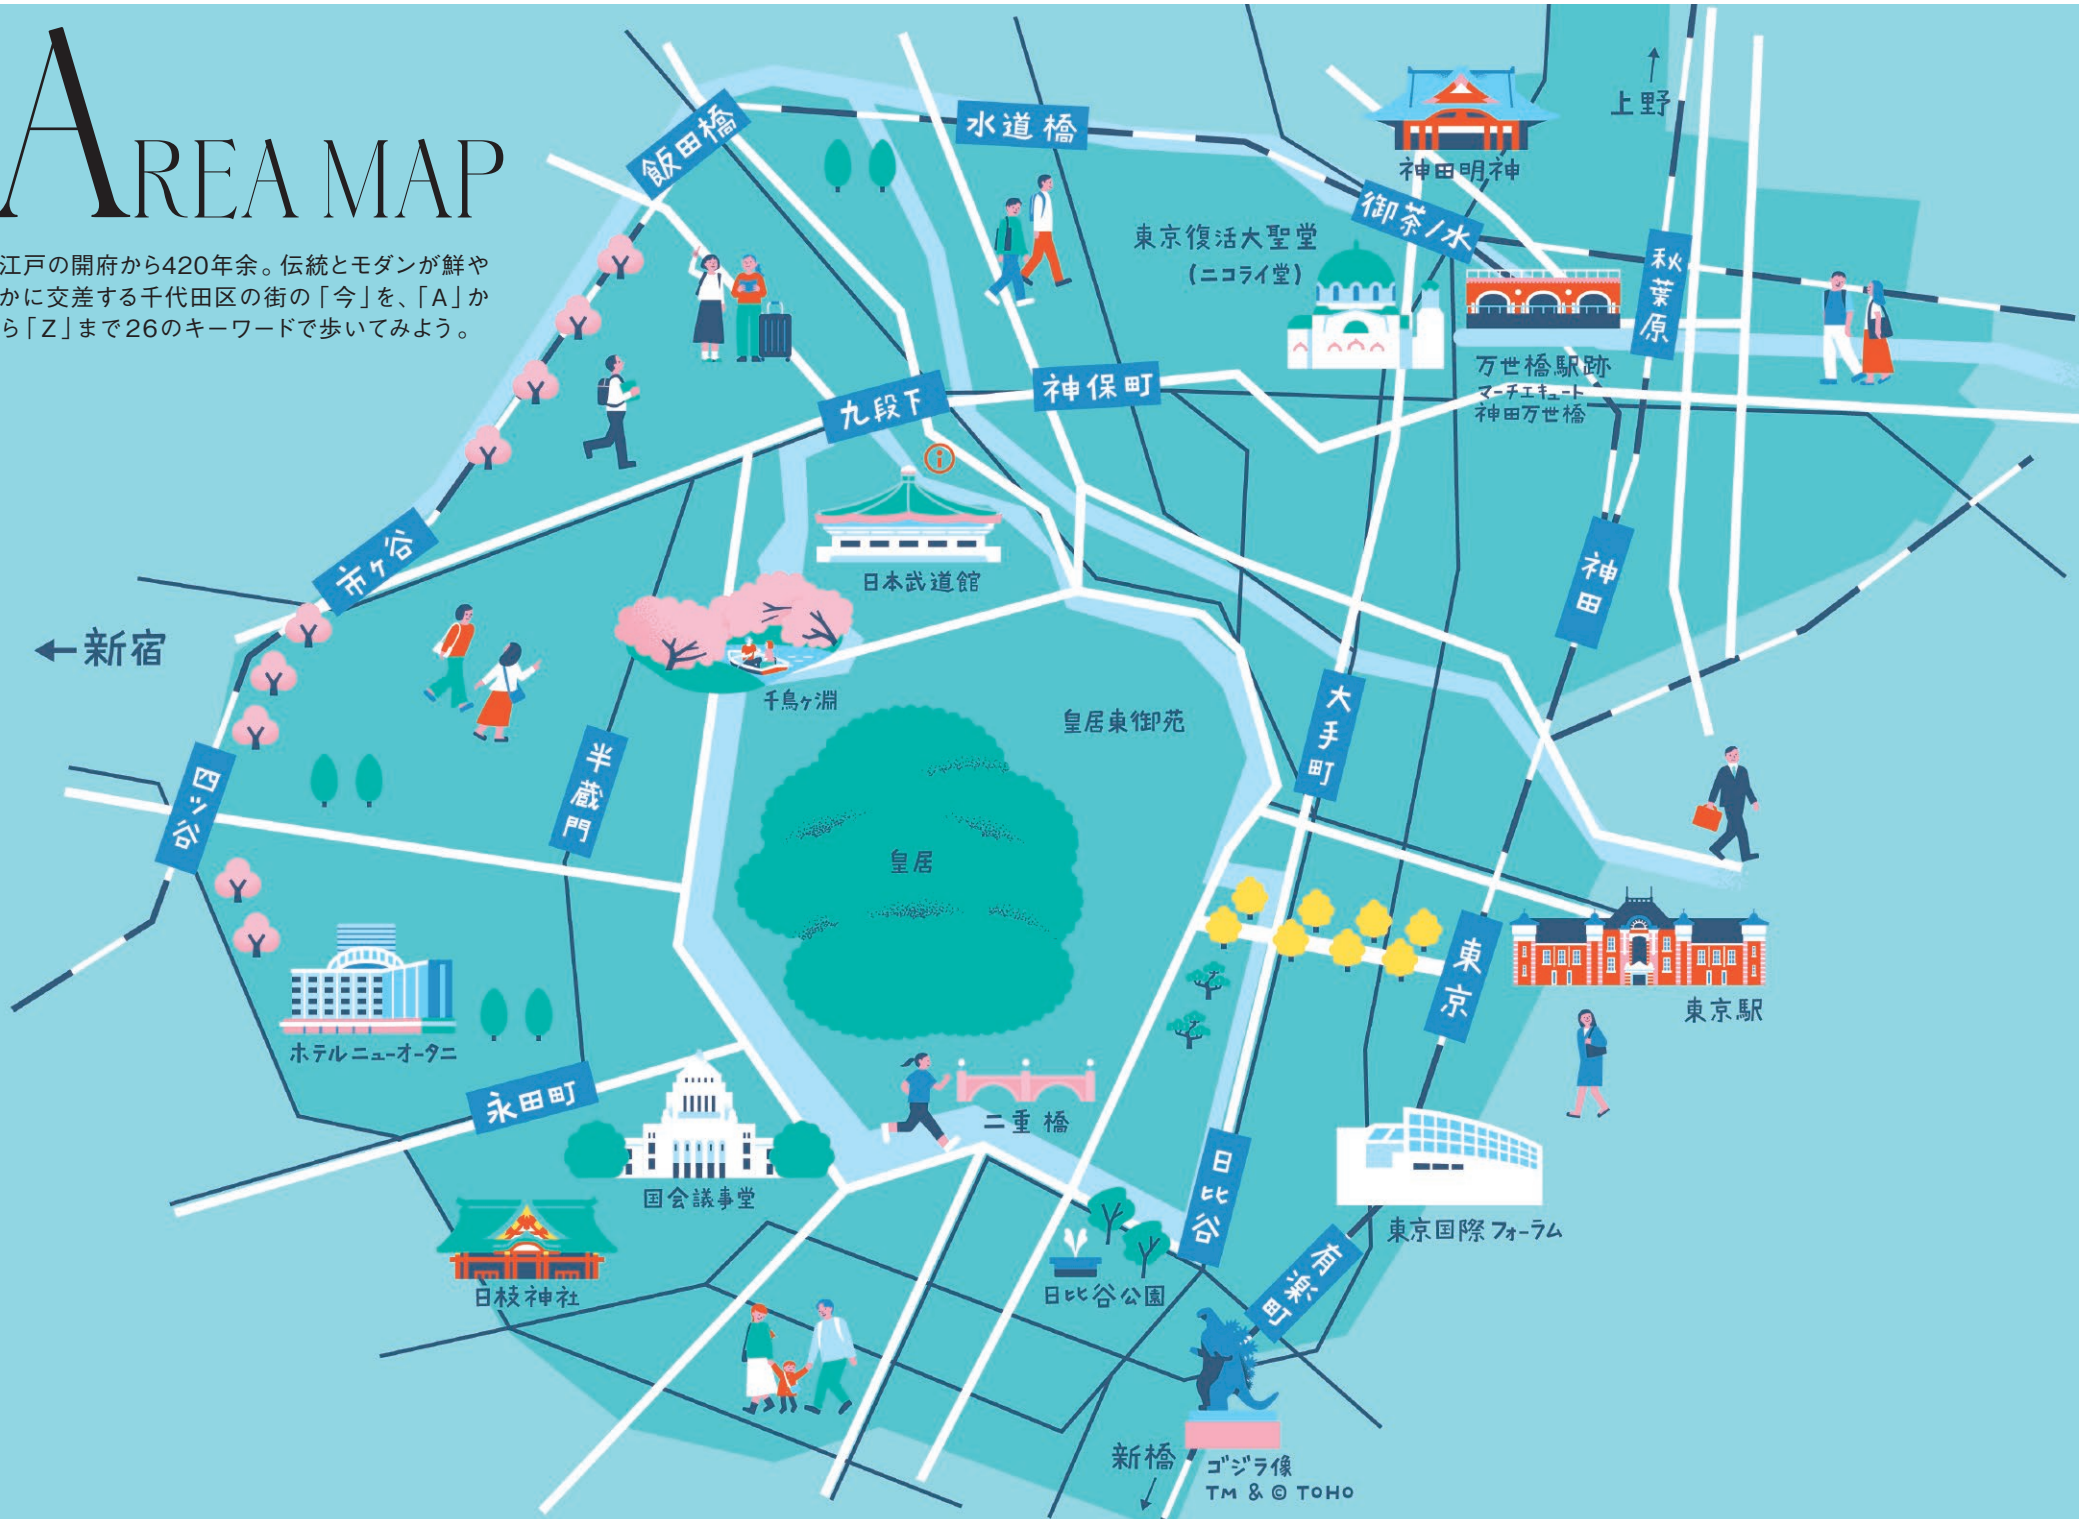 AREA MAP
江戸の開府から420年余。伝統とモダンが鮮や
かに交差する千代田区の街の「今」を、「A」か
ら「Z」まで26のキーワードで歩いてみよう。
上野
飯田橋
水道橋
神田明神
御茶ノ水
東京復活大聖堂
(ニコライ堂)
秋葉原
万世橋駅跡
マーチエキュート
神田万世橋
神保町
九段下
日本武道館
市ヶ谷
神田
←新宿
千鳥ヶ淵
皇居東御苑
大手町
半蔵門
四ツ谷
皇居
東京
東京駅
ホテルニューオータニ
永田町
二重橋
国会議事堂
日比谷
東京国際フォーラム
有楽町
日枝神社
日比谷公園
新橋
ゴジラ像
TM & © TOHO